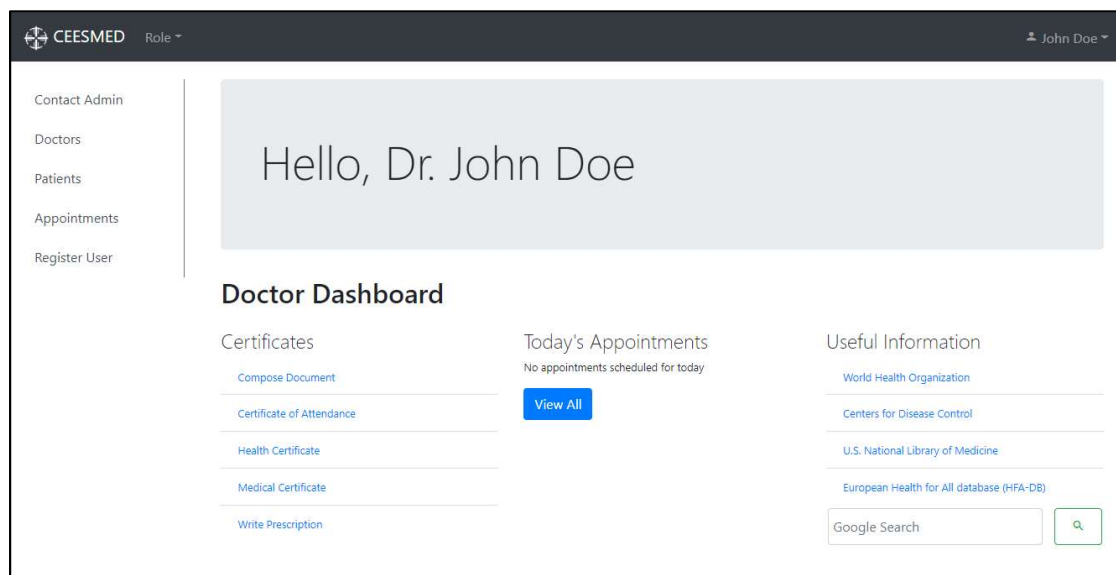 CEESMED Role
John Doe
Contact Admin
Doctors
Patients
Appointments
Register User
Hello, Dr. John Doe
Doctor Dashboard
Certificates
Compose Document
Certificate of Attendance
Health Certificate
Medical Certificate
Write Prescription
Today's Appointments
No appointments scheduled for today
View All
Useful Information
World Health Organization
Centers for Disease Control
U.S. National Library of Medicine
European Health for All database (HFA-DB)
Google Search